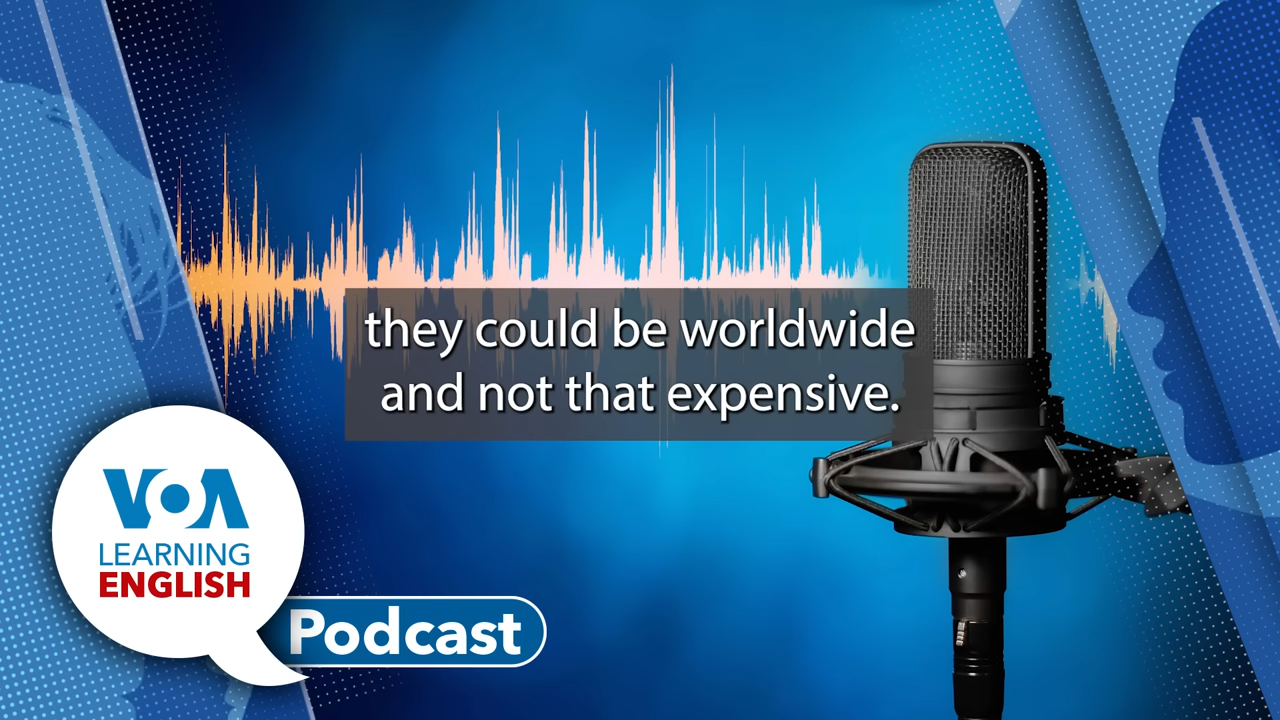 they could be worldwide
and not that expensive.
VOA
LEARNING
ENGLISH
Podcast